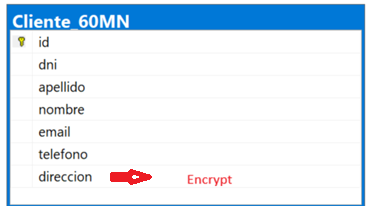 Cliente_60MN
id
dni
apellido
nombre
email
telefono
direccion Encrypt